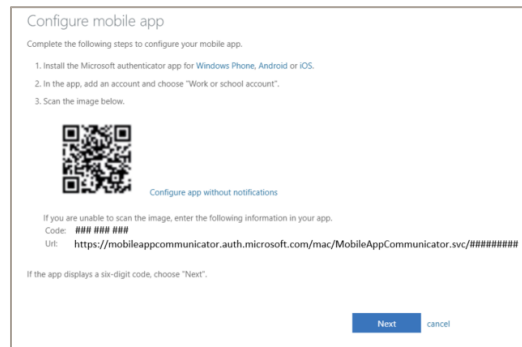 Configure mobile app
Complete the following steps to configure your mobile app.
1. Install the Microsoft authenticator app for Windows Phone, Android or iOS.
2. In the app, add an account and choose "Work or school account".
3. Scan the image below.
Configure app without notifications
If you are unable to scan the image, enter the following information in your app.
Code: ### ### ###
Url: https://mobileappcommunicator.auth.microsoft.com/mac/MobileAppCommunicator.svc/#########
If the app displays a six-digit code, choose "Next".
Next cancel